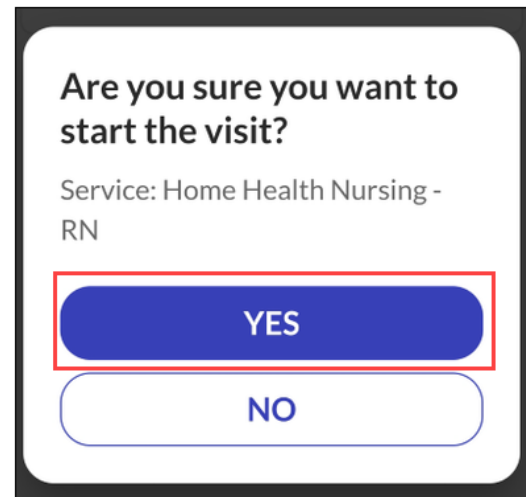 Are you sure you want to
start the visit?
Service: Home Health Nursing -
RN
YES
NO